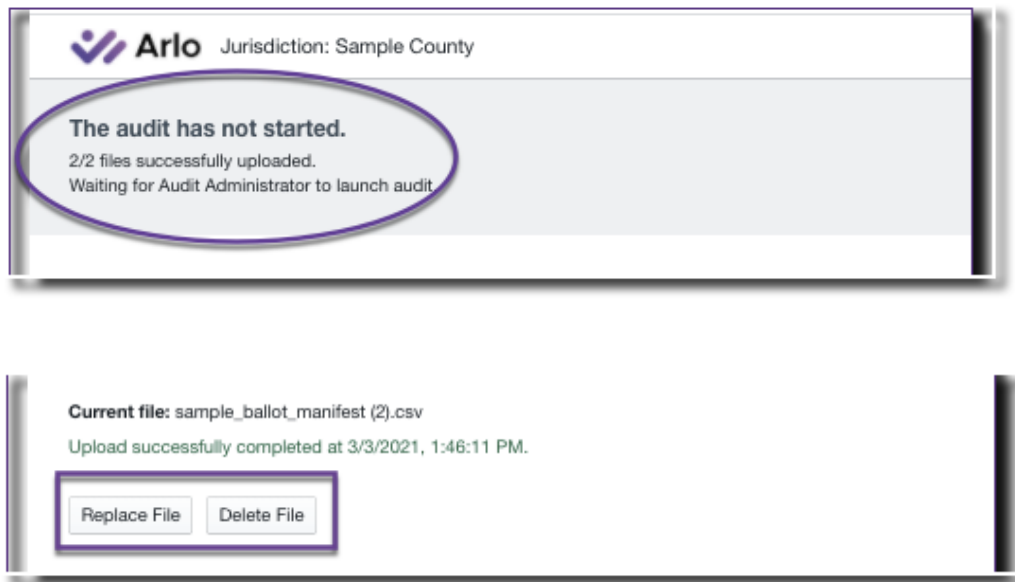 Arlo Jurisdiction: Sample County
The audit has not started.
2/2 files successfully uploaded.
Waiting for Audit Administrator to launch audit
Current file: sample_ballot_manifest (2).csv
Upload successfully completed at 3/3/2021, 1:46:11 PM.
Replace File Delete File